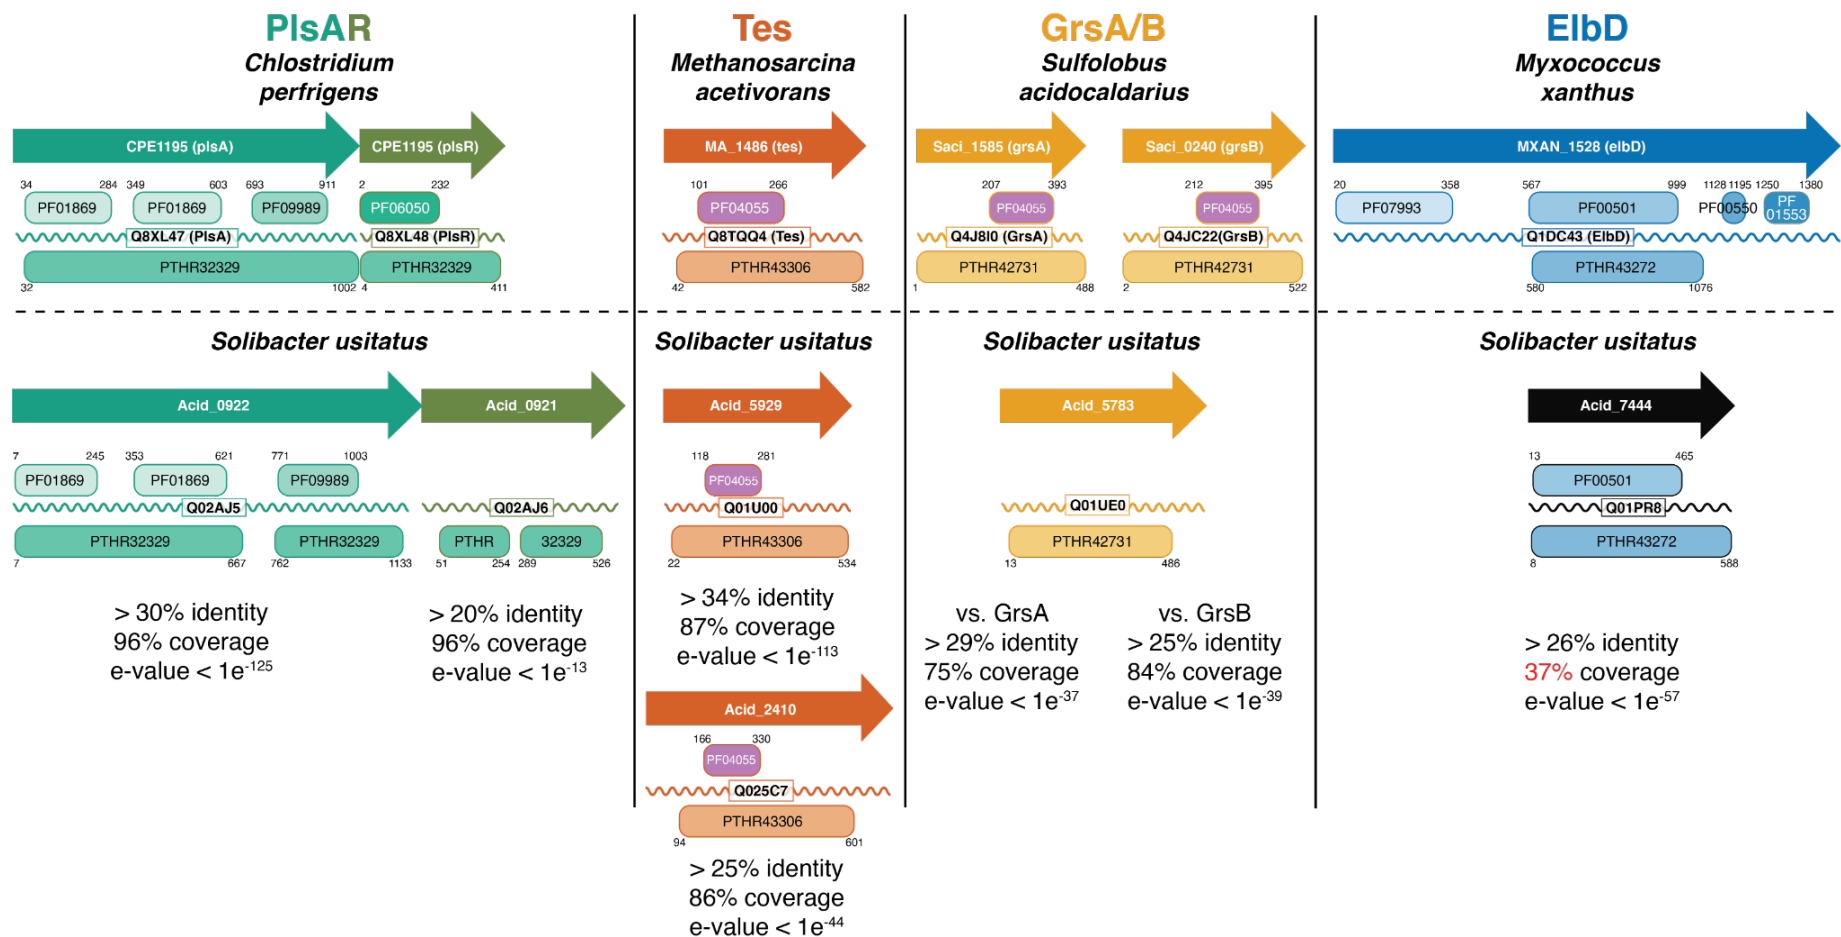 PlsAR
Chlostridium
perfrigens
CPE1195 (plsA)
CPE1195 (plsR)
34 284 349 603 693 911 2 232
PF01869 PF01869 PF09989 PF06050
Q8XL47 (PlsA) Q8XL48 (PlsR)
PTHR32329 PTHR32329
32 1002 4 411
Tes
Methanosarcina
acetivorans
MA_1486 (tes)
101 266
PF04055
Q8TQQ4 (Tes)
PTHR43306
42 582
GrsA/B
Sulfolobus
acidocaldarius
Saci_1585 (grsA) Saci_0240 (grsB)
207 393 212 395
PF04055 PF04055
Q4J8I0 (GrsA) Q4JC22(GrsB)
PTHR42731 PTHR42731
1 488 2 522
ElbD
Myxococcus
xanthus
MXAN_1528 (elbD)
20 358 567 999 1128 1195 1250 1380
PF07993 PF00501 PF00550 PF
01553
Q1DC43 (ElbD)
PTHR43272
580 1076
Solibacter usitatus
Acid_0922 Acid_0921
7 245 353 621 771 1003
PF01869 PF01869 PF09989
Q02AJ5 Q02AJ6
PTHR32329 PTHR32329 PTHR 32329
7 667 762 1133 51 254 289 526
> 30% identity
96% coverage
e-value < 1e-125
> 20% identity
96% coverage
e-value < 1e-13
Solibacter usitatus
Acid_5929
118 281
PF04055
Q01U00
PTHR43306
22 534
> 34% identity
87% coverage
e-value < 1e-113
Acid_2410
166 330
PF04055
Q025C7
PTHR43306
94 601
> 25% identity
86% coverage
e-value < 1e-44
Solibacter usitatus
Acid_5783
Q01UE0
PTHR42731
13 486
vs. GrsA
> 29% identity
75% coverage
e-value < 1e-37
vs. GrsB
> 25% identity
84% coverage
e-value < 1e-39
Solibacter usitatus
Acid_7444
13 465
PF00501
Q01PR8
PTHR43272
8 588
> 26% identity
37% coverage
e-value < 1e-57